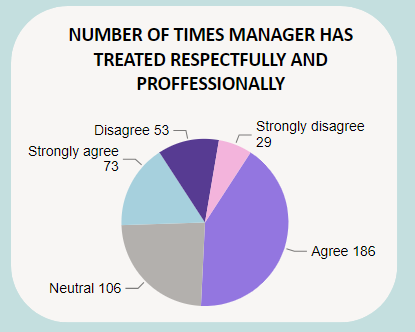 NUMBER OF TIMES MANAGER HAS
TREATED RESPECTFULLY AND
PROFFESSIONALLY
Disagree 53
Strongly disagree
29
Strongly agree
73
Agree 186
Neutral 106